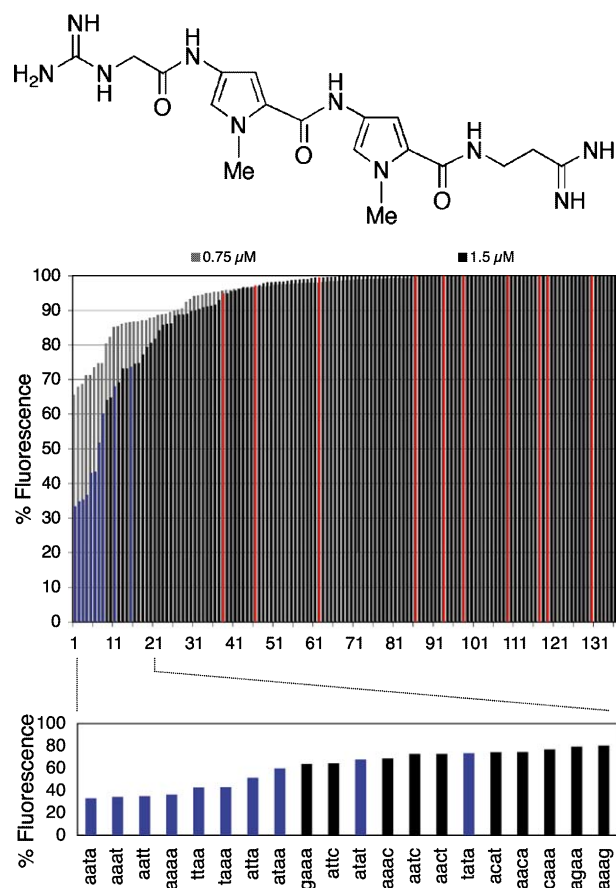 NH
H₂N
N
H
O
H
N
N
Me
O
H
N
N
Me
O
H
N
NH
NH
0.75 µM 1.5 µM
% Fluorescence
100
90
80
70
60
50
40
30
20
10
0
1 11 21 31 41 51 61 71 81 91 101 111 121 131
% Fluorescence
100
80
60
40
20
0
aata aaat aatt aaaa ttaa taaa atta ataa gaaa attc atat aaac aatc aact tata acat aaca caaa agaa aaag